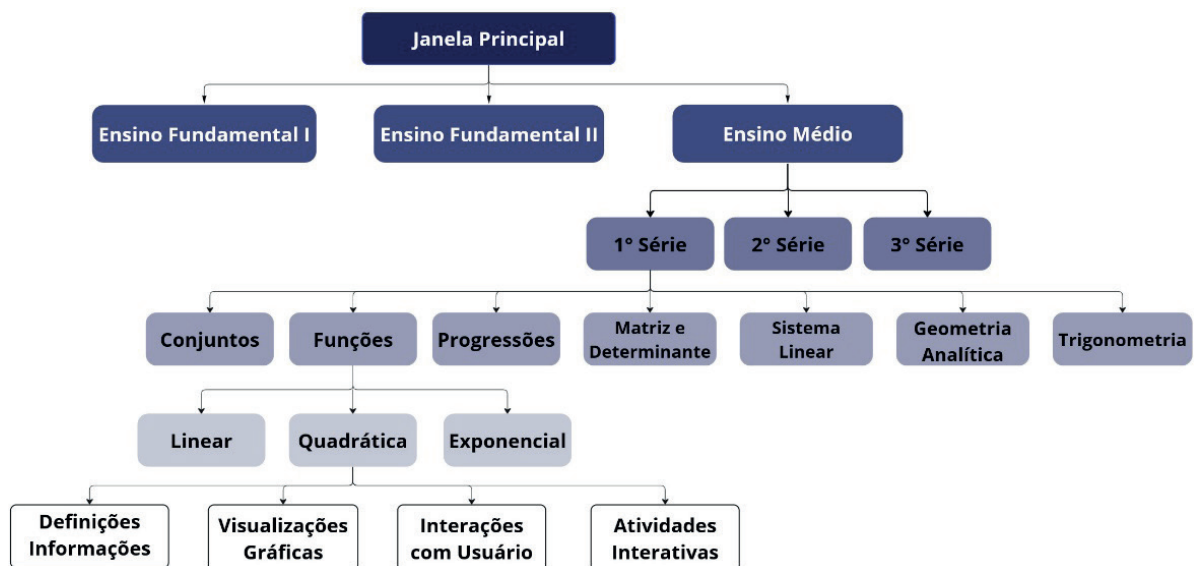 Janela Principal
Ensino Fundamental I
Ensino Fundamental II
Ensino Médio
1° Série
2° Série
3° Série
Conjuntos
Funções
Progressões
Matriz e
Determinante
Sistema
Linear
Geometria
Analítica
Trigonometria
Linear
Quadrática
Exponencial
Definições
Informações
Visualizações
Gráficas
Interações
com Usuário
Atividades
Interativas